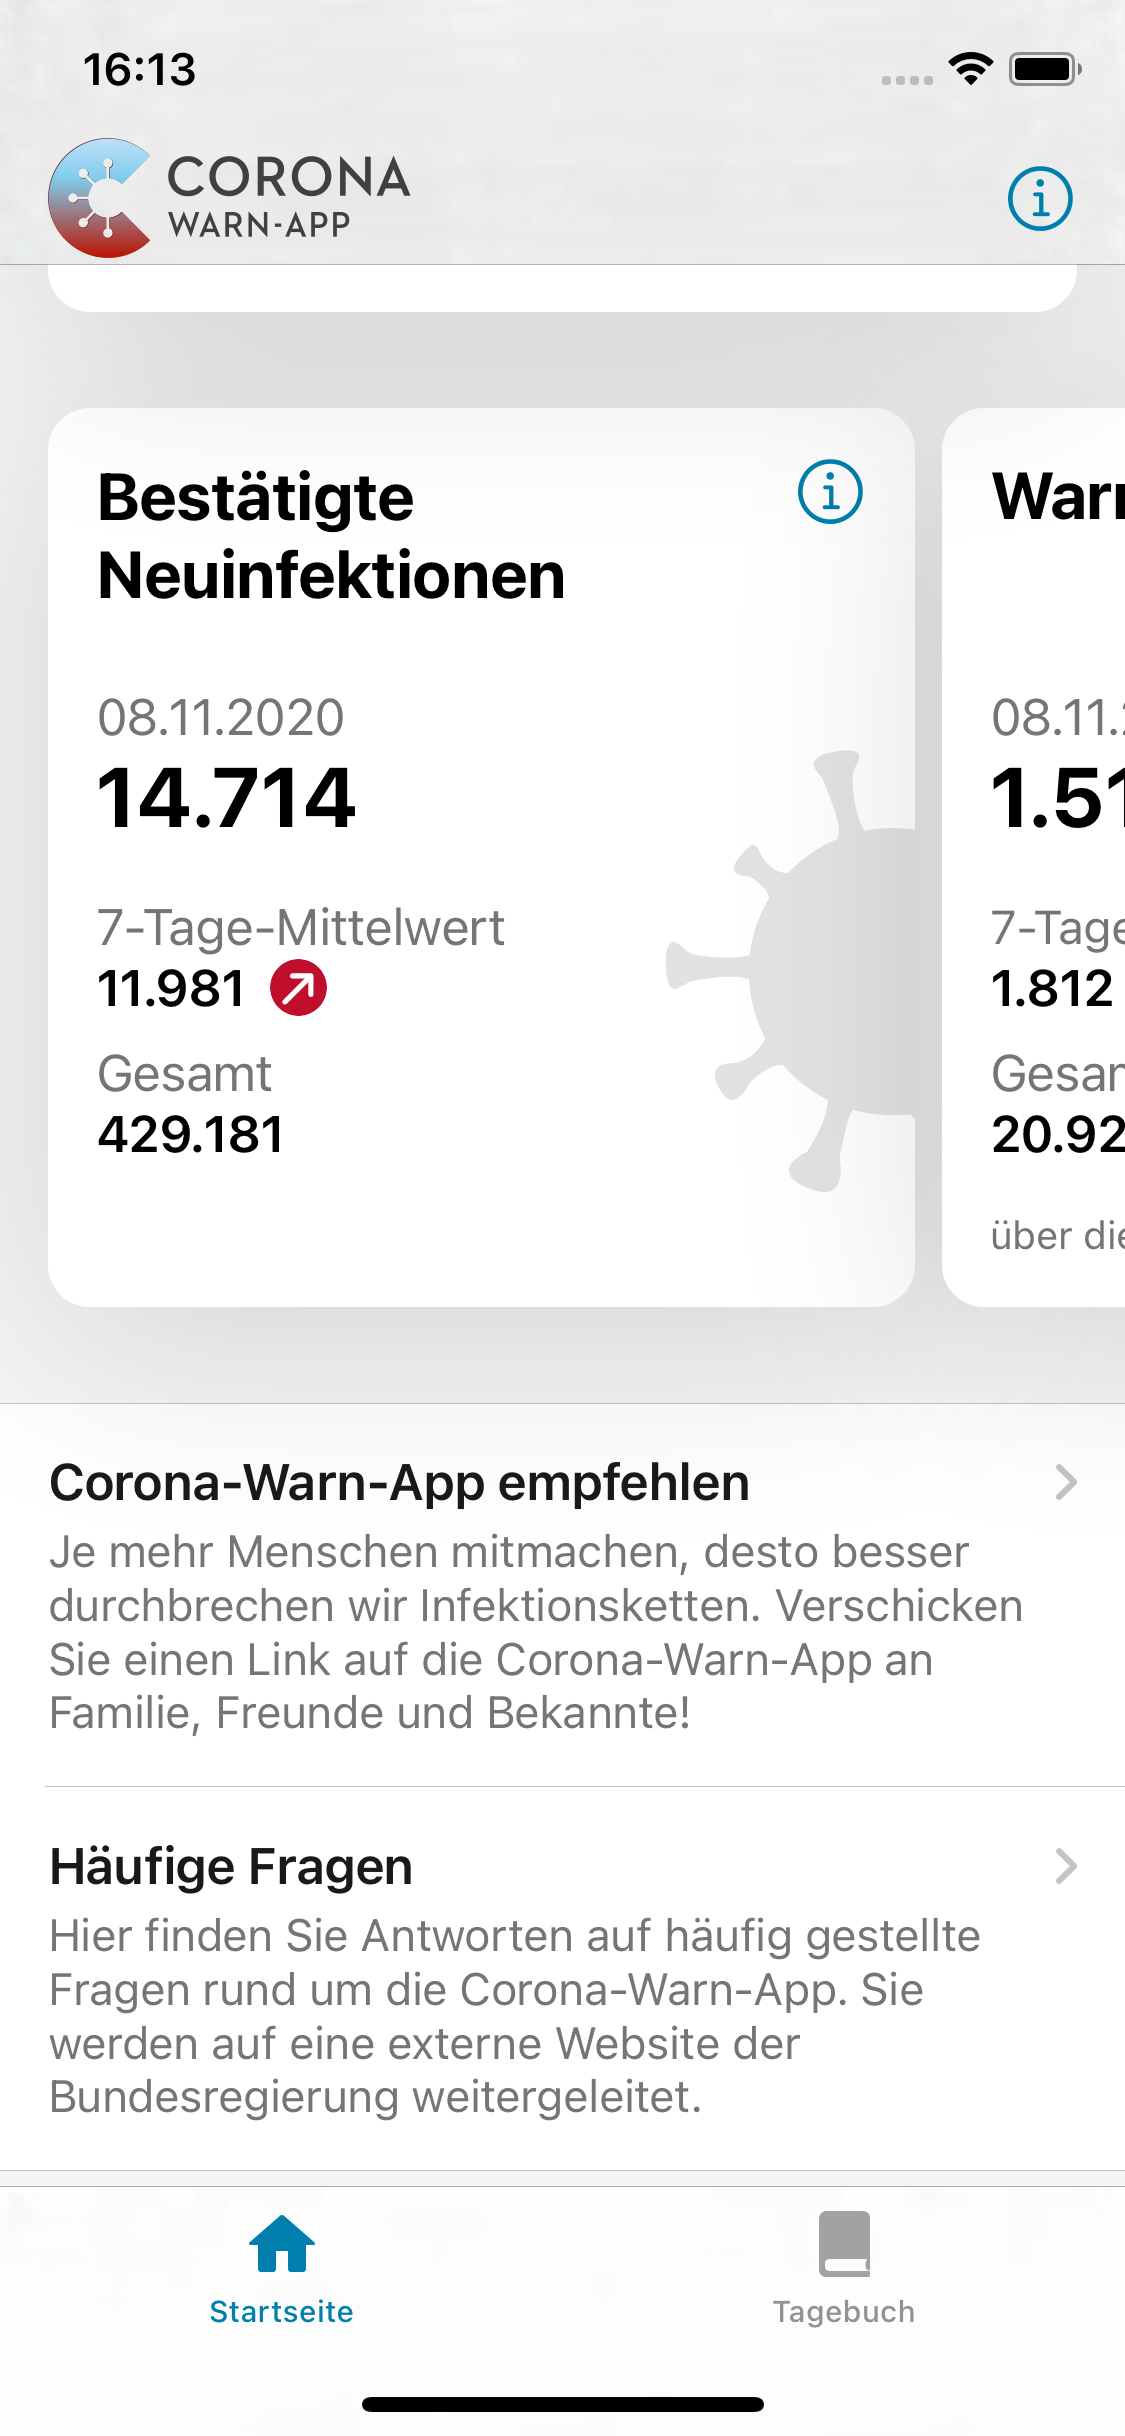 16:13
CORONA
WARN-APP
Bestätigte
Neuinfektionen
08.11.2020
14.714
7-Tage-Mittelwert
11.981
Gesamt
429.181
08.11.
1.51
7-Tage
1.812
20.92
über die
Corona-Warn-App empfehlen
Je mehr Menschen mitmachen, desto besser
durchbrechen wir Infektionsketten. Verschicken
Sie einen Link auf die Corona-Warn-App an
Familie, Freunde und Bekannte!
Häufige Fragen
Hier finden Sie Antworten auf häufig gestellte
Fragen rund um die Corona-Warn-App. Sie
werden auf eine externe Website der
Bundesregierung weitergeleitet.
Startseite
Tagebuch